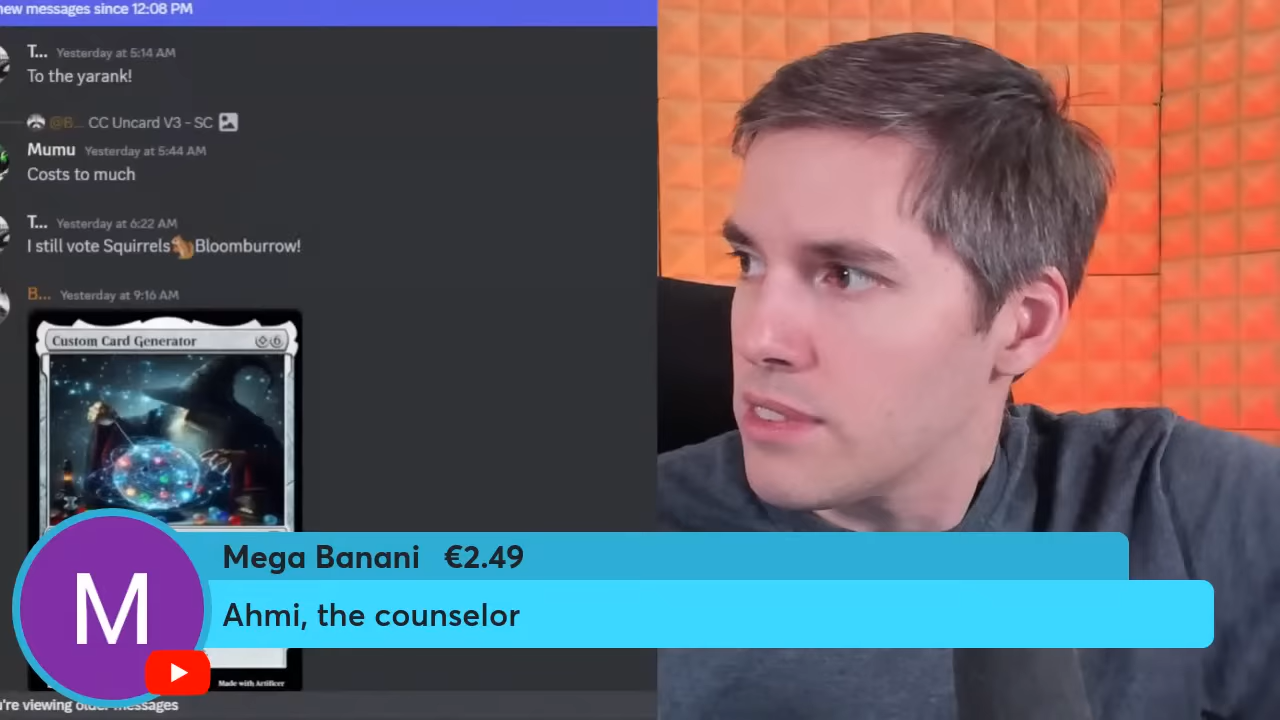 new messages since 12:08 PM
T... Yesterday at 5:14 AM
To the yarank!
@B... CC Uncard V3 - SC
Mumu Yesterday at 5:44 AM
Costs to much
T... Yesterday at 6:22 AM
I still vote Squirrels🐿️Bloomburrow!
B... Yesterday at 9:16 AM
Custom Card Generator 6
M
Mega Banani €2.49
Ahmi, the counselor
Made with Artificer
're viewing older messages